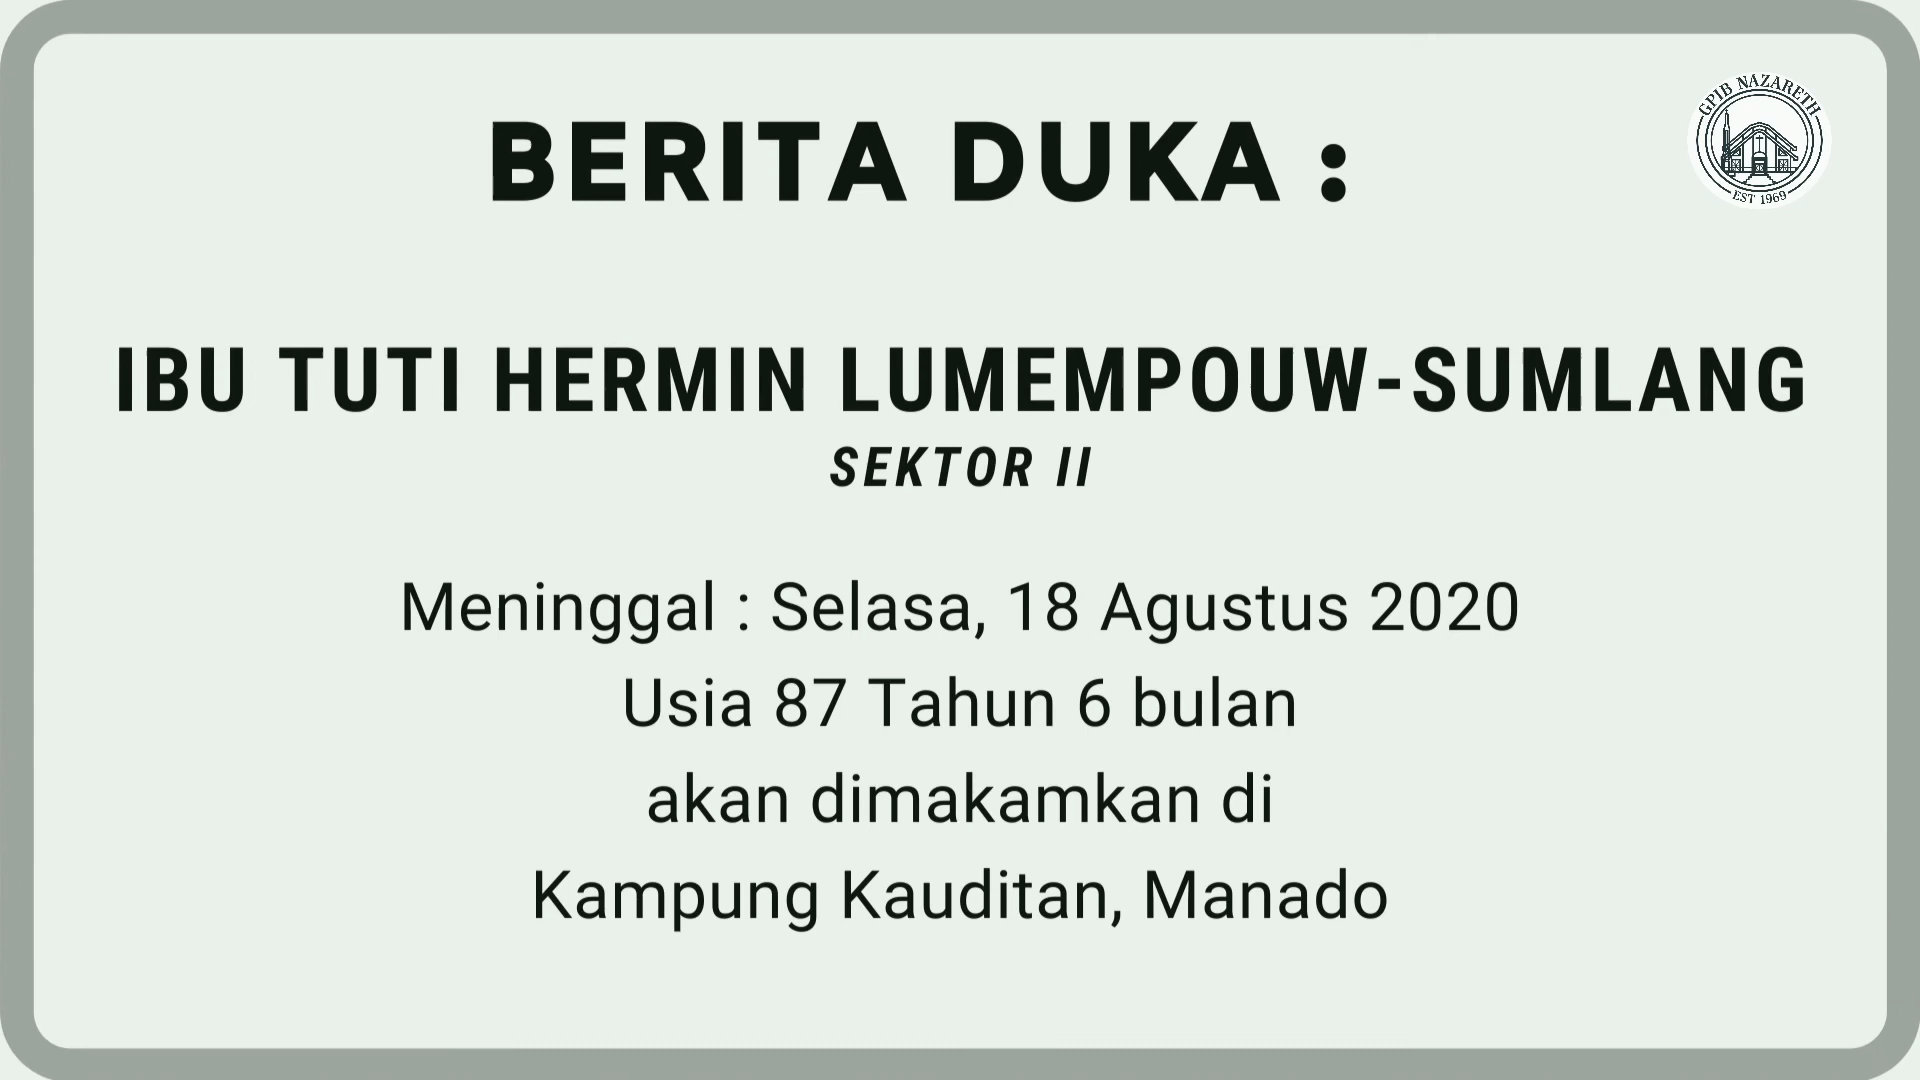 BERITA DUKA :
GPIB NAZARETH
EST 1969
IBU TUTI HERMIN LUMEMPOUW-SUMLANG
SEKTOR II
Meninggal : Selasa, 18 Agustus 2020
Usia 87 Tahun 6 bulan
akan dimakamkan di
Kampung Kauditan, Manado